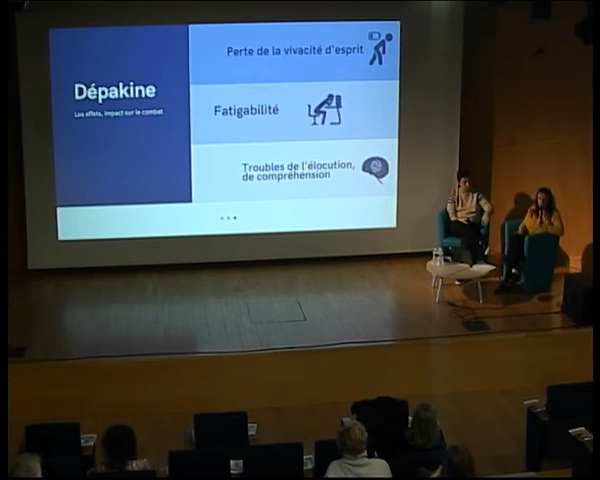 Dépakine
Les effets, impact sur le combat
Perte de la vivacité d'esprit
Fatigabilité
Troubles de l'élocution,
de compréhension